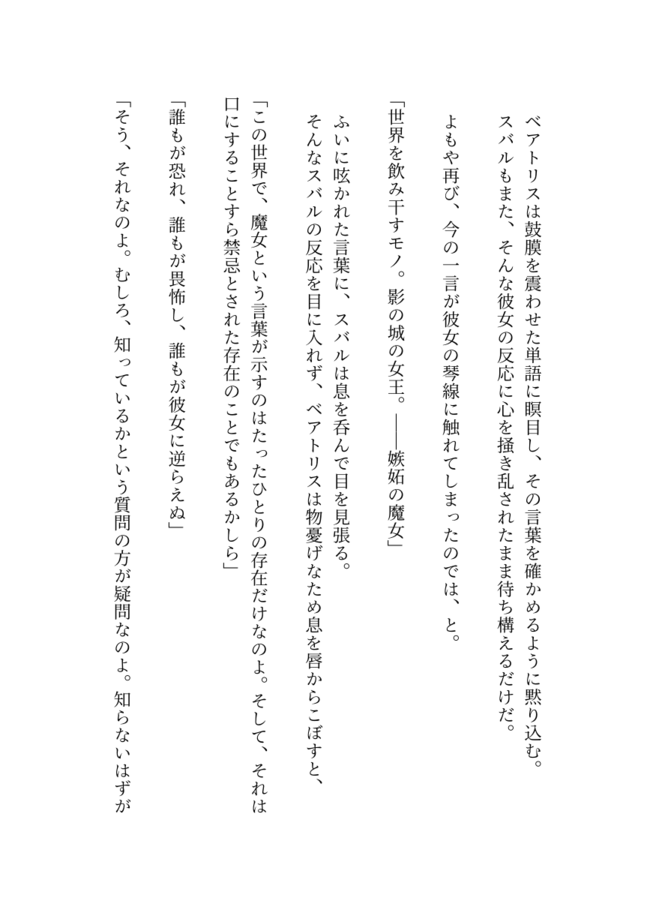 ベアトリスは鼓膜を震わせた単語に瞑目し、その言葉を確かめるように黙り込む。
スバルもまた、そんな彼女の反応に心を掻き乱されたまま待ち構えるだけだ。
よもや再び、今の一言が彼女の琴線に触れてしまったのでは、と。
「世界を飲み干すモノ。影の城の女王。――嫉妬の魔女」
ふいに呟かれた言葉に、スバルは息を呑んで目を見張る。
そんなスバルの反応を目に入れず、ベアトリスは物憂げなため息を唇からこぼすと、
「この世界で、魔女という言葉が示すのはたったひとりの存在だけなのよ。そして、それは
口にすることすら禁忌とされた存在のことでもあるかしら」
「誰もが恐れ、誰もが畏怖し、誰もが彼女に逆らえぬ」
「そう、それなのよ。むしろ、知っているかという質問の方が疑問なのよ。知らないはずが